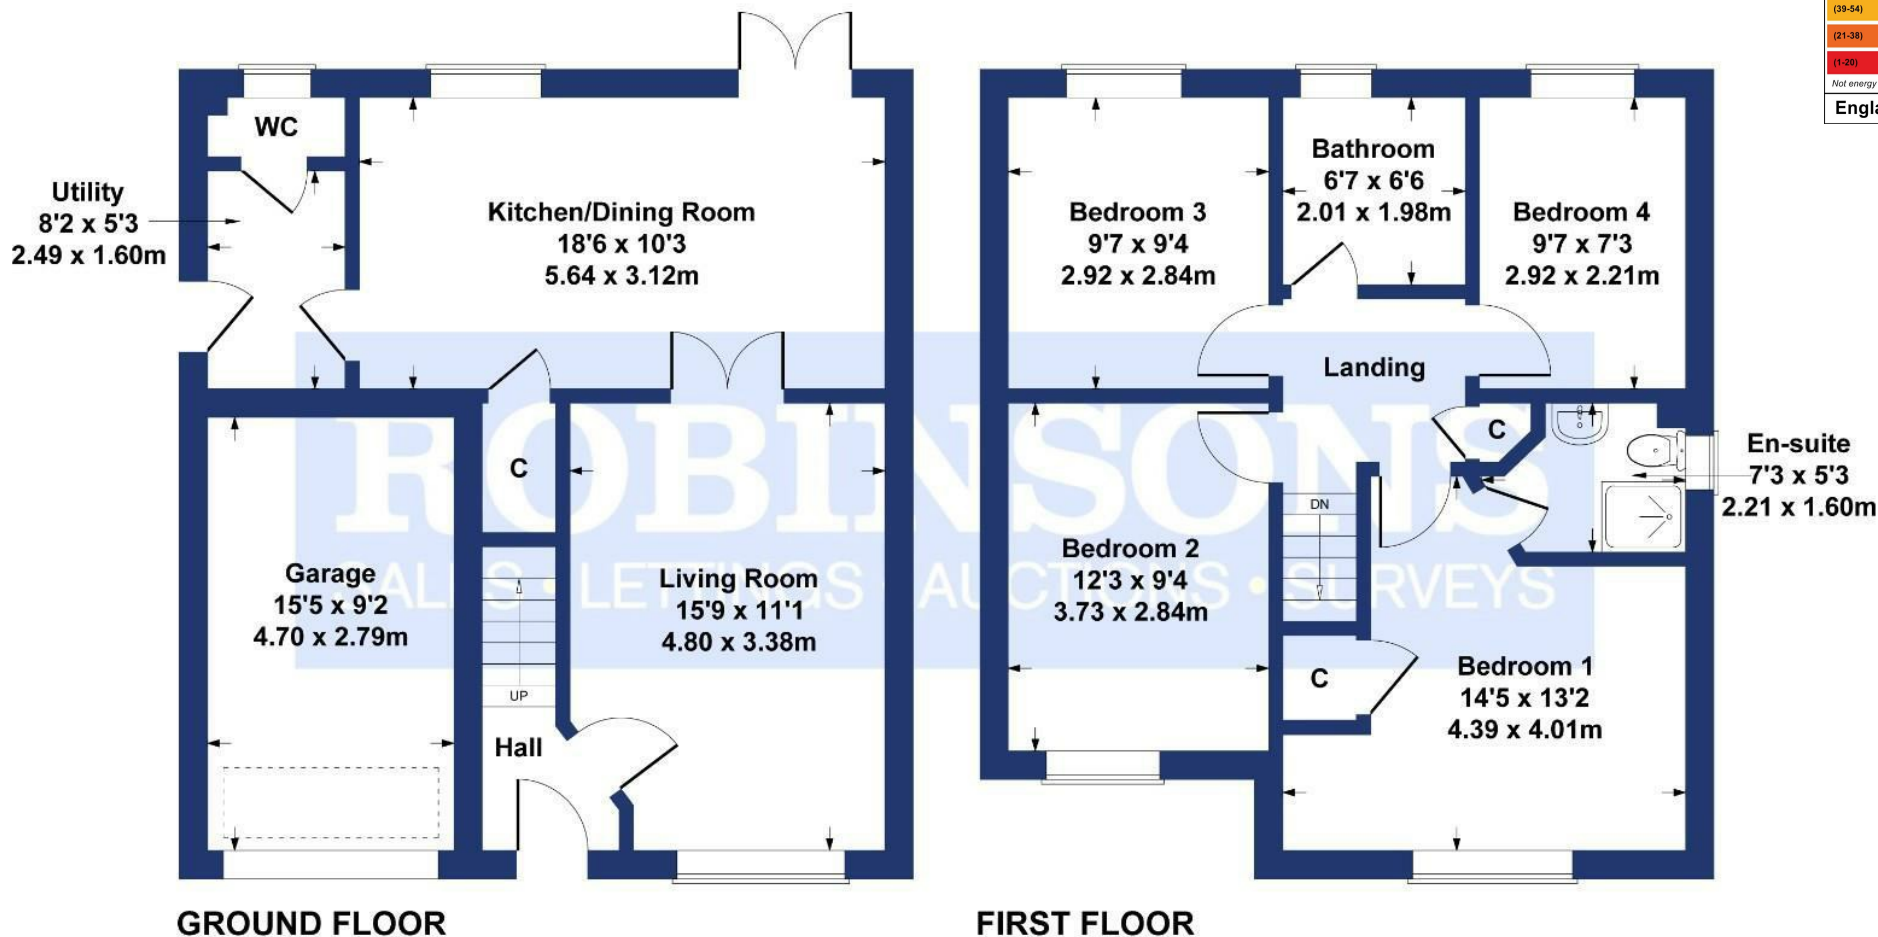 (39-54)
(21-38)
(1-20)
Not energy
Engla
WC
Utility
8'2 x 5'3
2.49 x 1.60m
Kitchen/Dining Room
18'6 x 10'3
5.64 x 3.12m
C
Garage
15'5 x 9'2
4.70 x 2.79m
Living Room
15'9 x 11'1
4.80 x 3.38m
UP
Hall
GROUND FLOOR
Bedroom 3
9'7 x 9'4
2.92 x 2.84m
Bathroom
6'7 x 6'6
2.01 x 1.98m
Bedroom 4
9'7 x 7'3
2.92 x 2.21m
Landing
C
En-suite
7'3 x 5'3
2.21 x 1.60m
DN
Bedroom 2
12'3 x 9'4
3.73 x 2.84m
C
Bedroom 1
14'5 x 13'2
4.39 x 4.01m
FIRST FLOOR
ROBINSONS
SALES • LETTINGS • AUCTIONS • SURVEYS